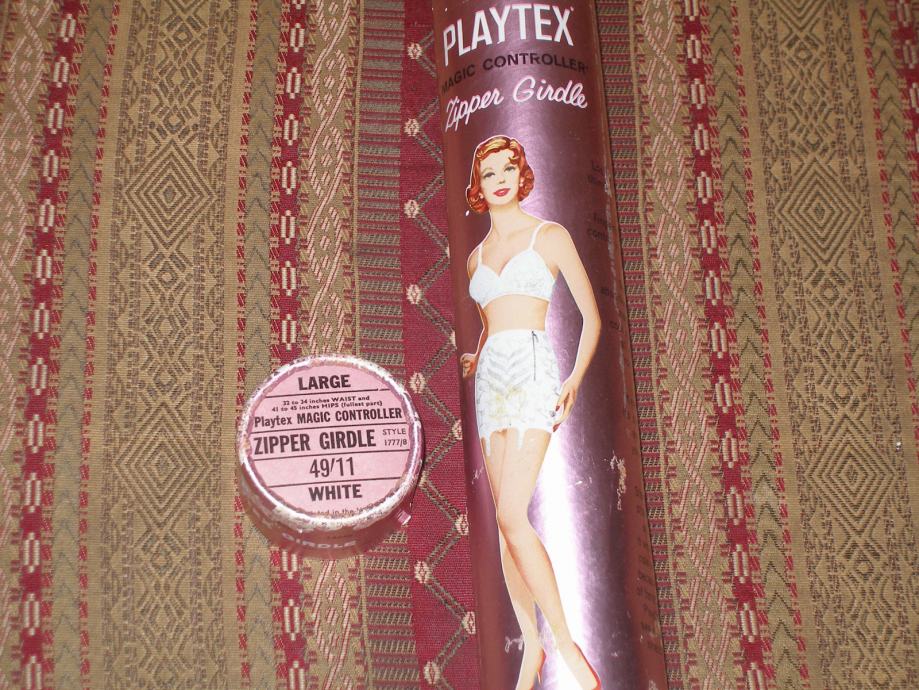 PLAYTEX
MAGIC CONTROLLER
Zipper Girdle
LARGE
32 to 34 inches WAIST and
41 to 45 inches HIPS (fullest part)
Playtex MAGIC CONTROLLER
ZIPPER GIRDLE STYLE 1777/8
49/11
WHITE